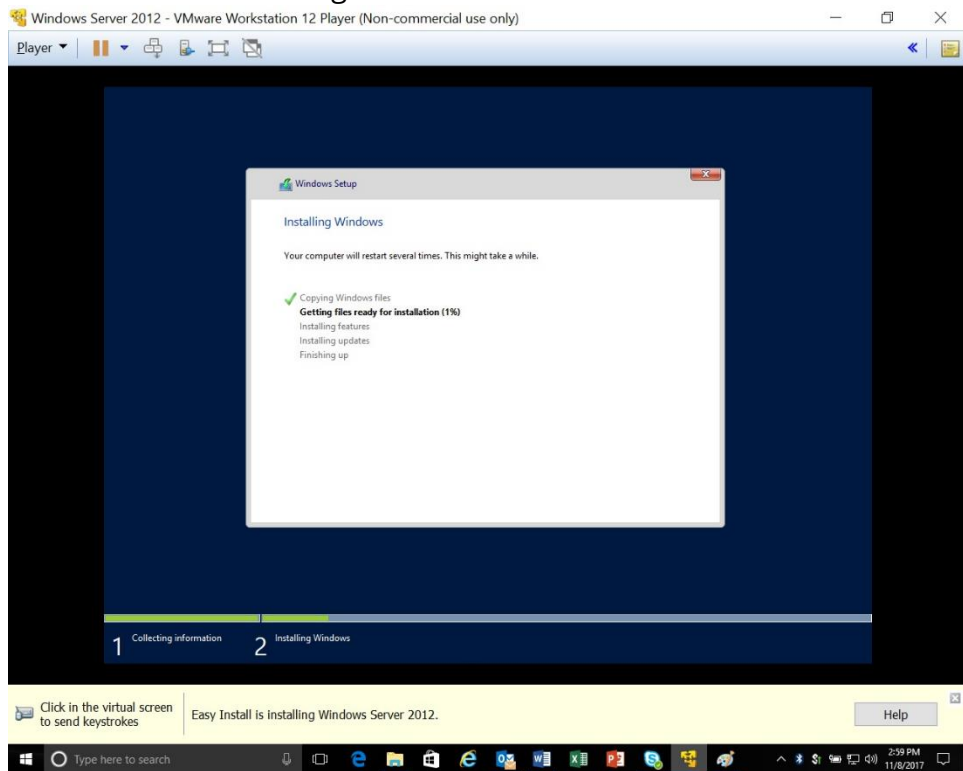 Windows Server 2012 - VMware Workstation 12 Player (Non-commercial use only)
Player
Windows Setup
Installing Windows
Your computer will restart several times. This might take a while.
Copying Windows files
Getting files ready for installation (1%)
Installing features
Installing updates
Finishing up
1 Collecting information 2 Installing Windows
Click in the virtual screen
to send keystrokes
Easy Install is installing Windows Server 2012.
Help
Type here to search
2:59 PM
11/8/2017